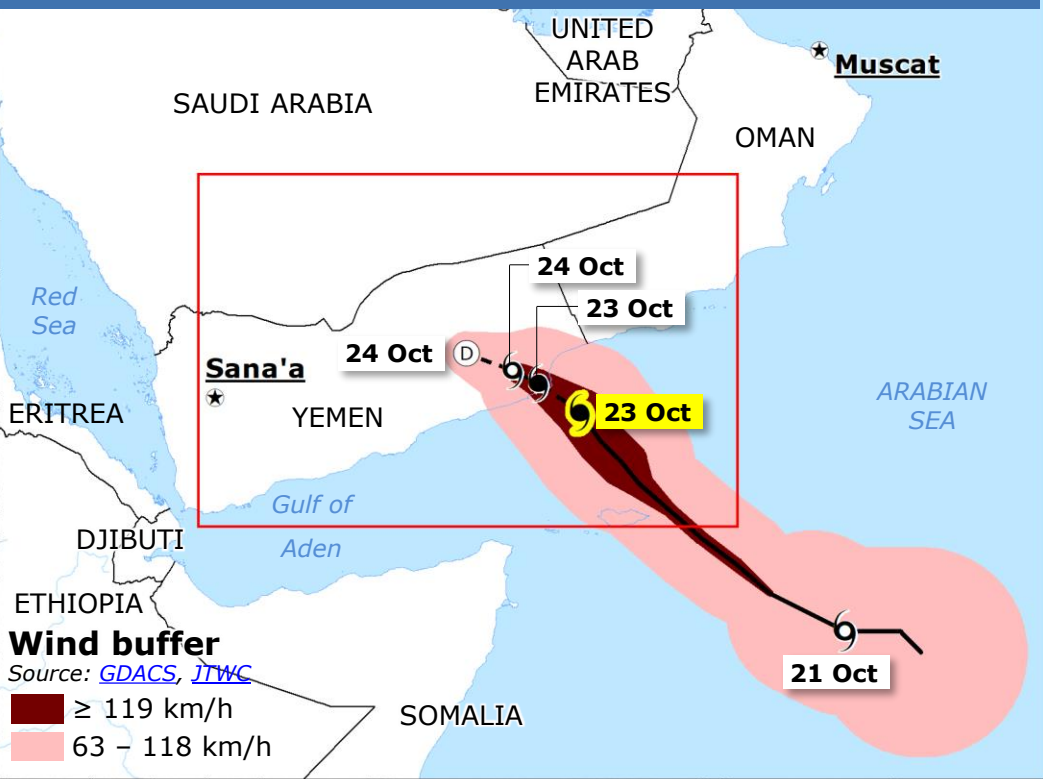 UNITED
ARAB
EMIRATES
Muscat
SAUDI ARABIA
OMAN
24 Oct
Red
Sea
23 Oct
24 Oct
D
Sana'a
ARABIAN
SEA
23 Oct
ERITREA
YEMEN
Gulf of
Aden
DJIBUTI
ETHIOPIA
Wind buffer
Source: GDACS, JTWC
21 Oct
≥ 119 km/h
SOMALIA
63 – 118 km/h